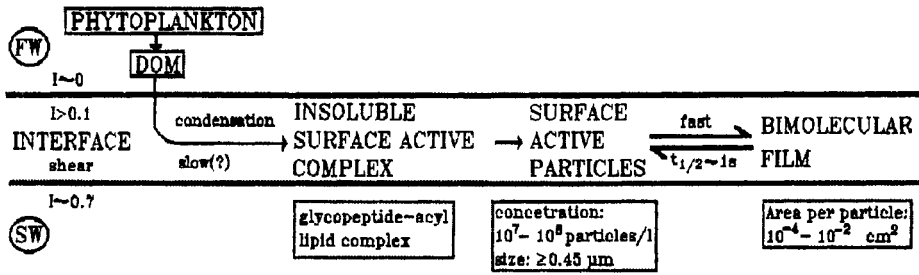 PHYTOPLANKTON
FW
DOM
I~0
I>0.1
INTERFACE
shear
condensation
slow(?)
INSOLUBLE
SURFACE ACTIVE
COMPLEX
SURFACE
ACTIVE
PARTICLES
fast
t1/2~1s
BIMOLECULAR
FILM
I~0.7
SW
glycopeptide-acyl
lipid complex
concetration:
10⁷- 10⁸ particles/l
size: ≥0.45 µm
Area per particle:
10⁻⁴- 10⁻² cm²